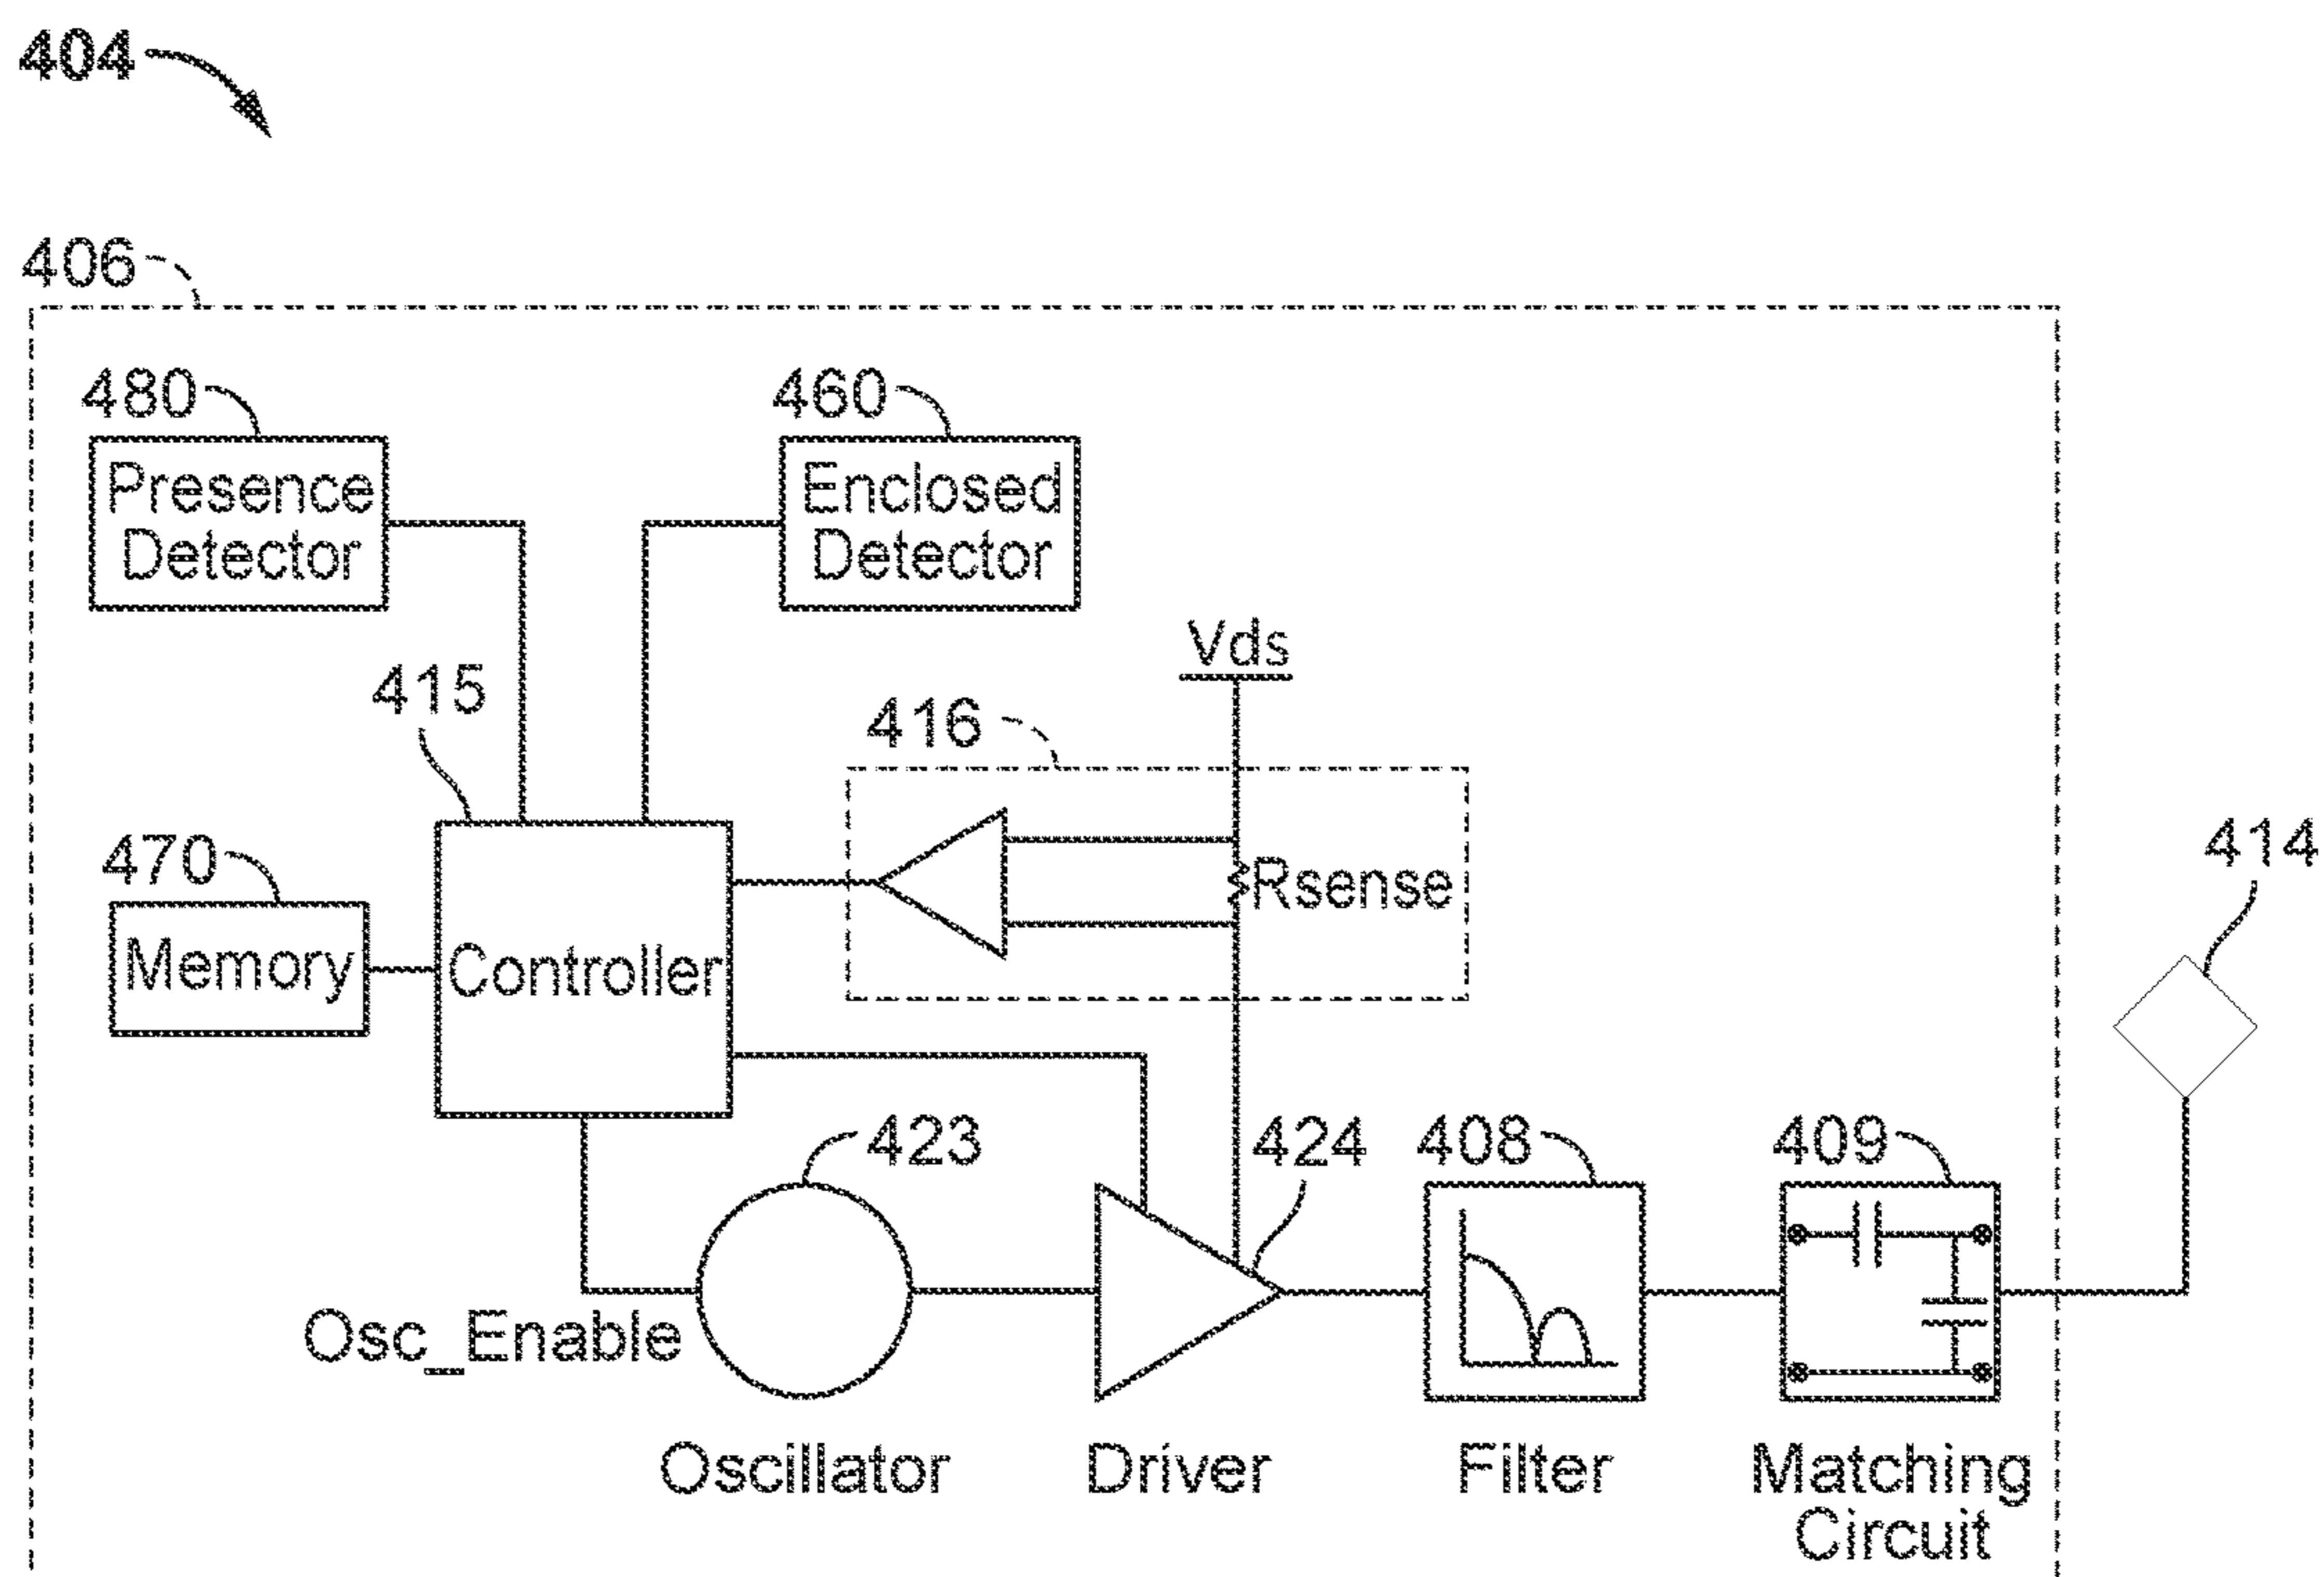 404
406
480
460
Presence
Detector
Enclosed
Detector
Vds
415
416
414
470
Rsense
Memory
Controller
423
424
408
409
Osc_Enable
Oscillator
Driver
Filter
Matching
Circuit